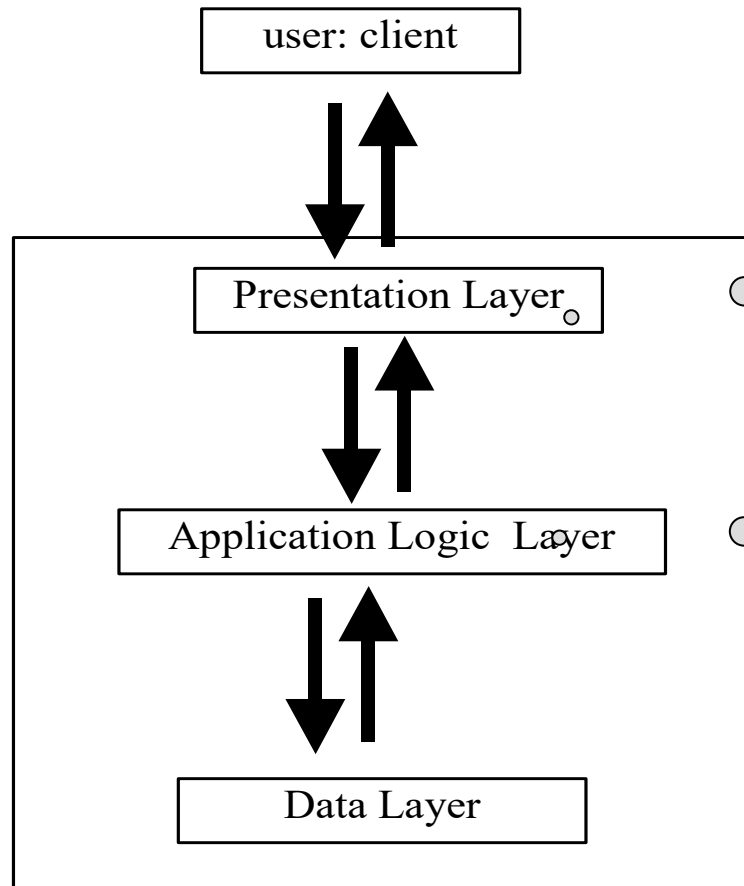 user: client
Presentation Layer
Application Logic Layer
Data Layer